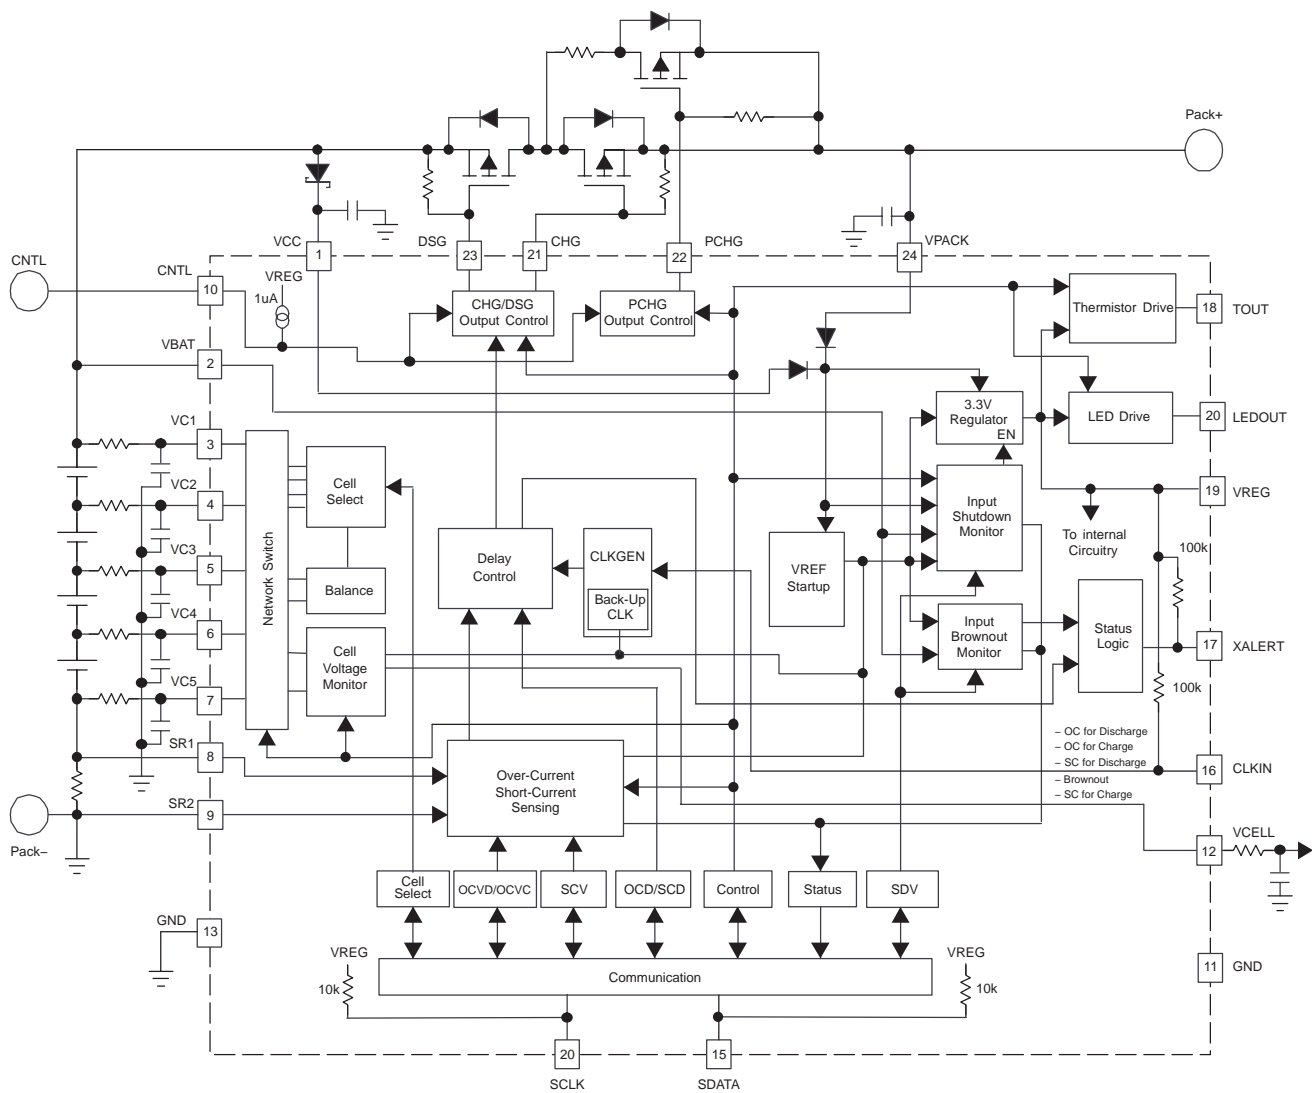 Pack+
VCC
1
DSG
23
CHG
21
PCHG
22
VPACK
24
CNTL
CNTL
10
VREG
1uA
CHG/DSG
Output Control
PCHG
Output Control
Thermistor Drive
18
TOUT
VBAT
2
3.3V
Regulator
EN
LED Drive
20
LEDOUT
VC1
3
VC2
4
VC3
5
VC4
6
VC5
7
Network Switch
Cell
Select
Balance
Cell
Voltage
Monitor
Delay
Control
CLKGEN
Back-Up
CLK
VREF
Startup
Input
Shutdown
Monitor
Input
Brownout
Monitor
19
VREG
To internal
Circuitry
100k
Status
Logic
17
XALERT
100k
SR1
8
SR2
9
Pack–
Over-Current
Short-Current
Sensing
– OC for Discharge
– OC for Charge
– SC for Discharge
– Brownout
– SC for Charge
16
CLKIN
VCELL
12
Cell
Select
OCVD/OCVC
SCV
OCD/SCD
Control
Status
SDV
GND
13
11
GND
VREG
10k
Communication
VREG
10k
20
SCLK
15
SDATA